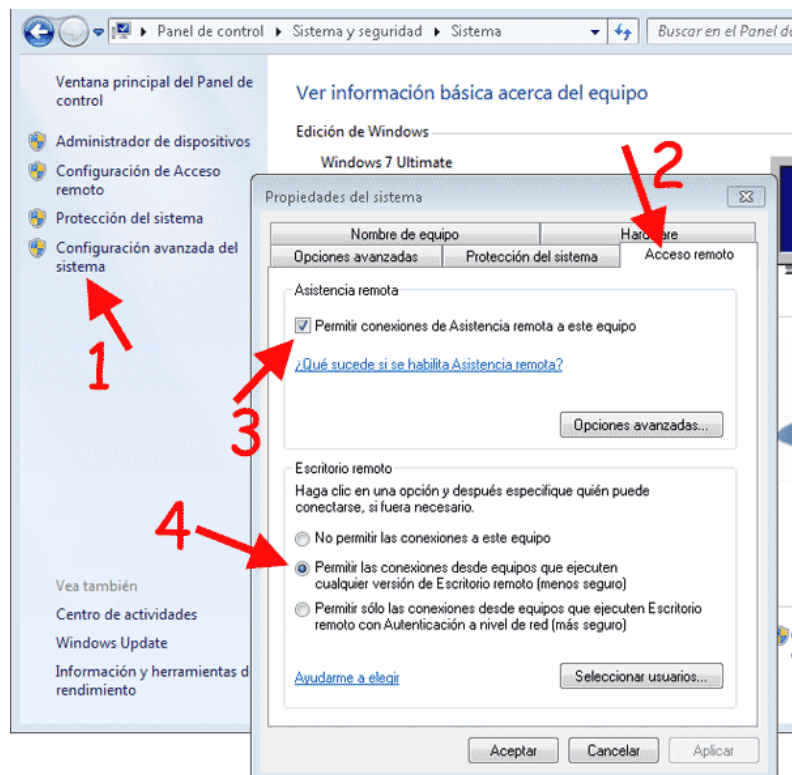 Panel de control ▸ Sistema y seguridad ▸ Sistema
Buscar en el Panel de
Ventana principal del Panel de
control
Administrador de dispositivos
Configuración de Acceso
remoto
Protección del sistema
Configuración avanzada del
sistema
1
Vea también
Centro de actividades
Windows Update
Información y herramientas d
rendimiento
Ver información básica acerca del equipo
Edición de Windows
Windows 7 Ultimate
2
Propiedades del sistema
Nombre de equipo
Hardware
Opciones avanzadas
Protección del sistema
Acceso remoto
Asistencia remota
Permitir conexiones de Asistencia remota a este equipo
¿Qué sucede si se habilita Asistencia remota?
3
Opciones avanzadas...
Escritorio remoto
Haga clic en una opción y después especifique quién puede
conectarse, si fuera necesario.
4
No permitir las conexiones a este equipo
Permitir las conexiones desde equipos que ejecuten
cualquier versión de Escritorio remoto (menos seguro)
Permitir sólo las conexiones desde equipos que ejecuten Escritorio
remoto con Autenticación a nivel de red (más seguro)
Ayudarme a elegir
Seleccionar usuarios...
Aceptar
Cancelar
Aplicar